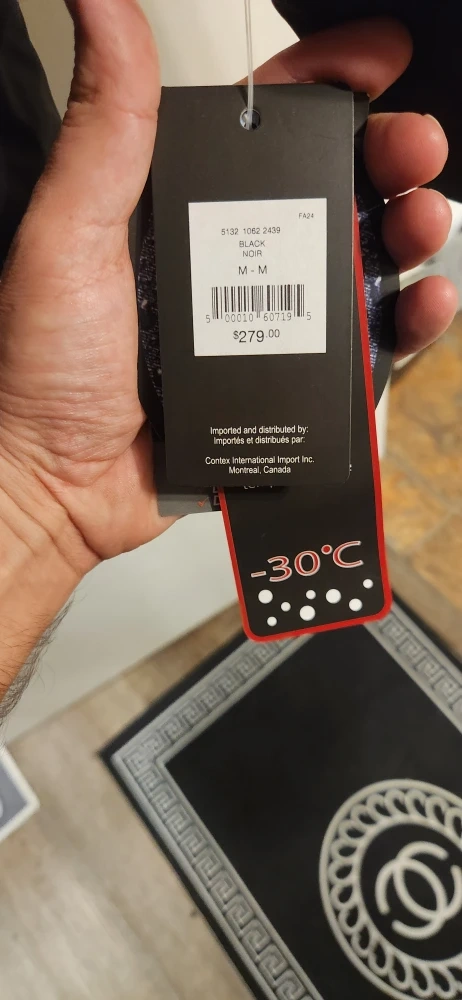 FA24
5132 1062 2439
BLACK
NOIR
M - M
5 00010 60719 5
$279.00
Imported and distributed by:
Importés et distribués par:
Contex International Import Inc.
Montreal, Canada
-30°C